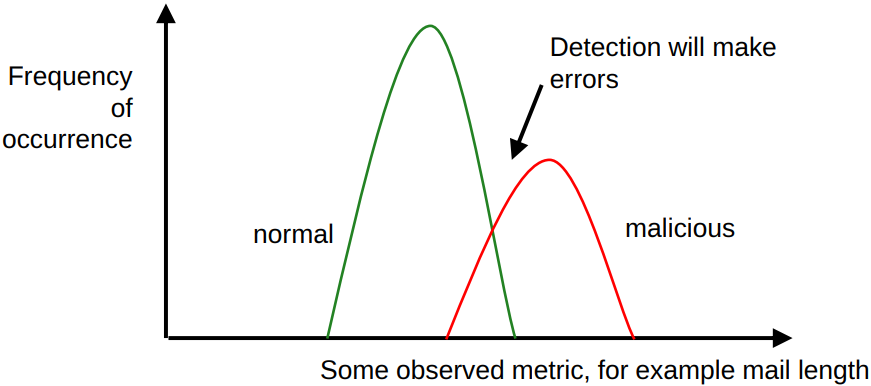 Frequency
of
occurrence
Detection will make
errors
normal
malicious
Some observed metric, for example mail length